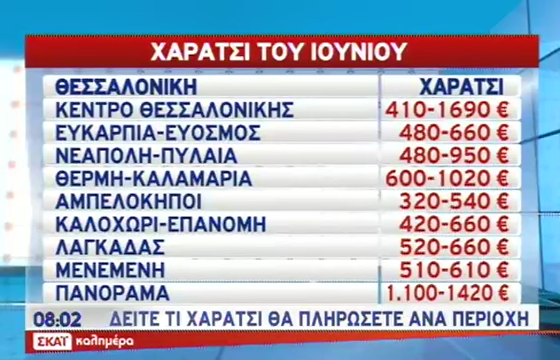 ΧΑΡΑΤΣΙ ΤΟΥ ΙΟΥΝΙΟΥ
ΘΕΣΣΑΛΟΝΙΚΗ ΧΑΡΑΤΣΙ
ΚΕΝΤΡΟ ΘΕΣΣΑΛΟΝΙΚΗΣ 410-1690 €
ΕΥΚΑΡΠΙΑ-ΕΥΟΣΜΟΣ 480-660 €
ΝΕΑΠΟΛΗ-ΠΥΛΑΙΑ 480-950 €
ΘΕΡΜΗ-ΚΑΛΑΜΑΡΙΑ 600-1020 €
ΑΜΠΕΛΟΚΗΠΟΙ 320-540 €
ΚΑΛΟΧΩΡΙ-ΕΠΑΝΟΜΗ 420-660 €
ΛΑΓΚΑΔΑΣ 520-660 €
ΜΕΝΕΜΕΝΗ 510-610 €
ΠΑΝΟΡΑΜΑ 1.100-1420 €
08:02 ΔΕΙΤΕ ΤΙ ΧΑΡΑΤΣΙ ΘΑ ΠΛΗΡΩΣΕΤΕ ΑΝΑ ΠΕΡΙΟΧΗ
ΣΚΑΪ καλημέρα